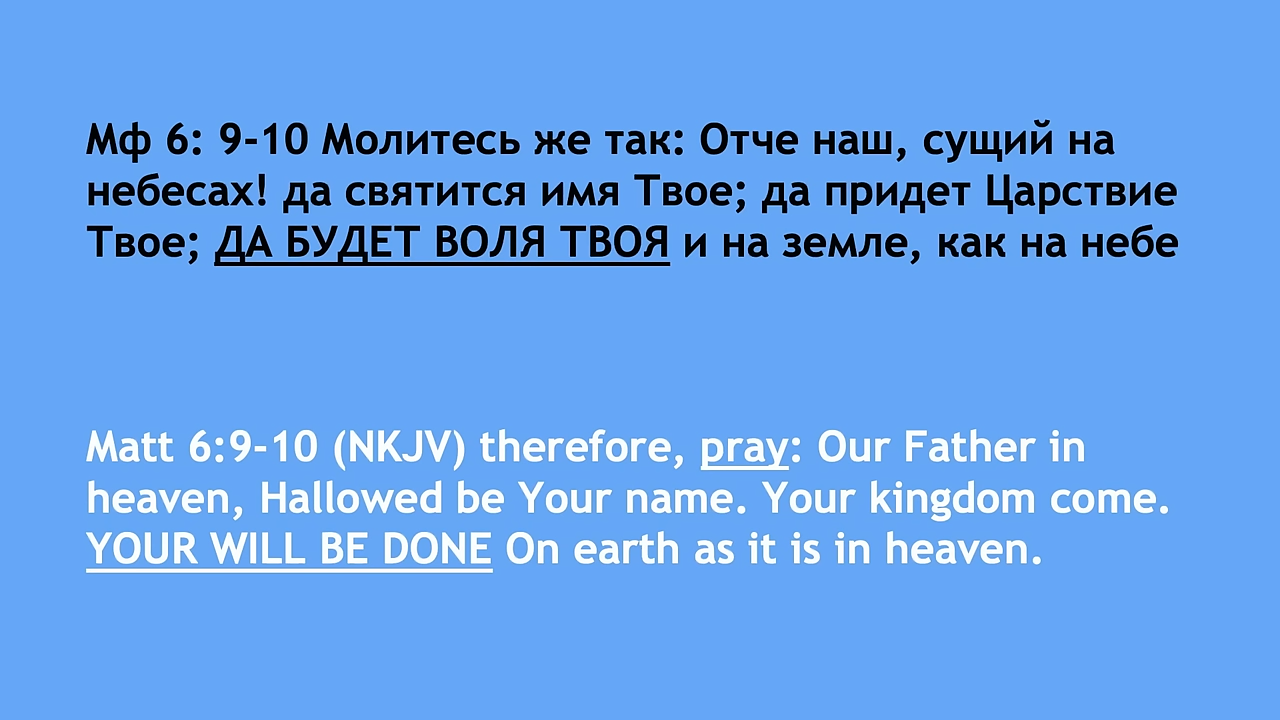 Мф 6: 9-10 Молитесь же так: Отче наш, сущий на
небесах! да святится имя Твое; да придет Царствие
Твое; ДА БУДЕТ ВОЛЯ ТВОЯ и на земле, как на небе
Matt 6:9-10 (NKJV) therefore, pray: Our Father in
heaven, Hallowed be Your name. Your kingdom come.
YOUR WILL BE DONE On earth as it is in heaven.